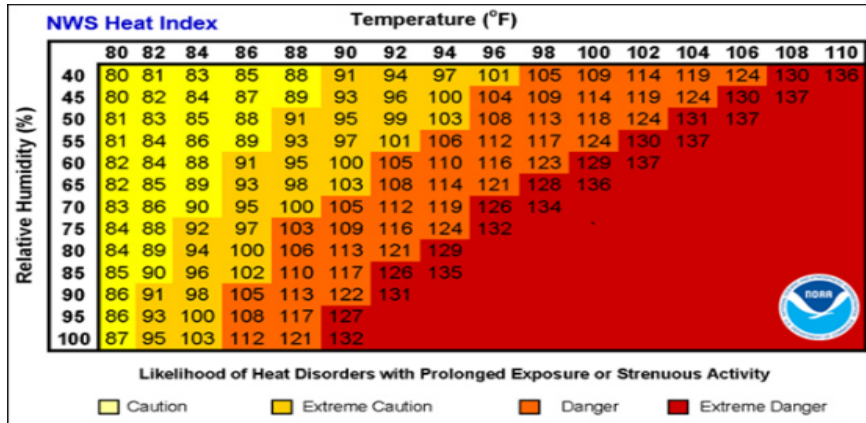 NWS Heat Index
Temperature (°F)
80 82 84 86 88 90 92 94 96 98 100 102 104 106 108 110
Relative Humidity (%)
40 80 81 83 85 88 91 94 97 101 105 109 114 119 124 130 136
45 80 82 84 87 89 93 96 100 104 109 114 119 124 130 137
50 81 83 85 88 91 95 99 103 108 113 118 124 131 137
55 81 84 86 89 93 97 101 106 112 117 124 130 137
60 82 84 88 91 95 100 105 110 116 123 129 137
65 82 85 89 93 98 103 108 114 121 128 136
70 83 86 90 95 100 105 112 119 126 134
75 84 88 92 97 103 109 116 124 132
80 84 89 94 100 106 113 121 129
85 85 90 96 102 110 117 126 135
90 86 91 98 105 113 122 131
95 86 93 100 108 117 127
100 87 95 103 112 121 132
NOAA
Likelihood of Heat Disorders with Prolonged Exposure or Strenuous Activity
Caution Extreme Caution Danger Extreme Danger